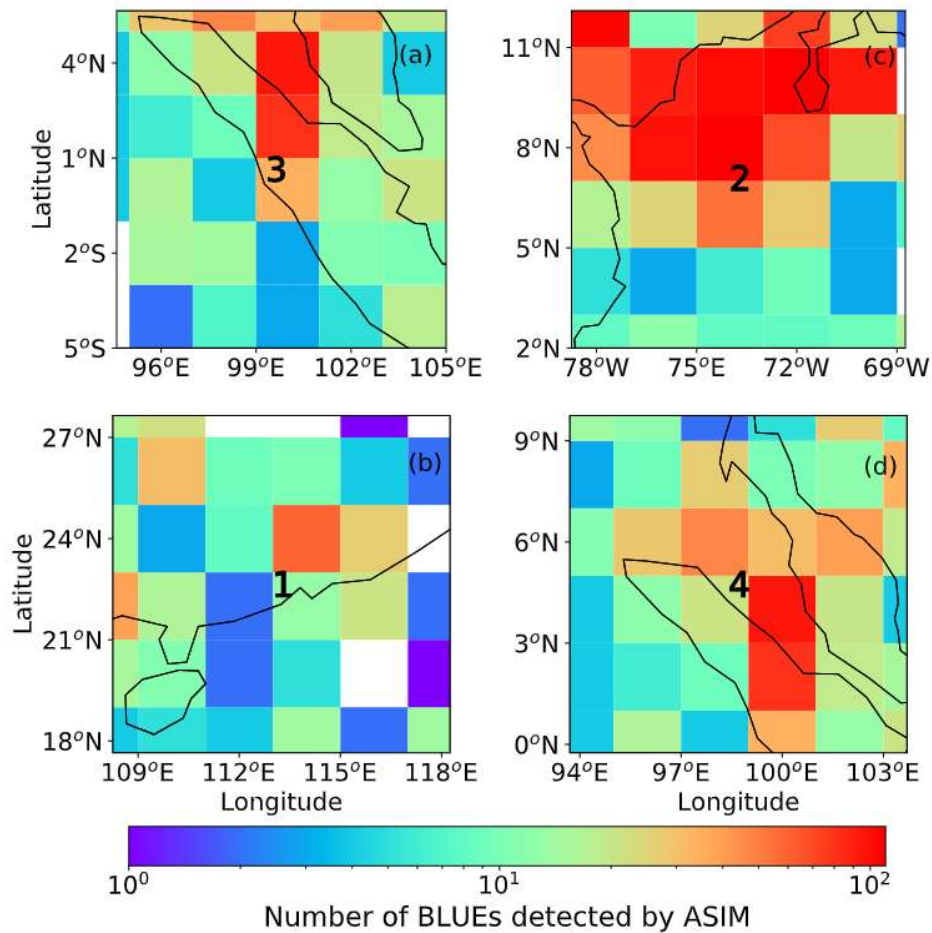 (a)
4°N
1°N
2°S
5°S
96°E 99°E 102°E 105°E
Latitude
3
(c)
11°N
8°N
5°N
2°N
78°W 75°W 72°W 69°W
2
(b)
27°N
24°N
21°N
18°N
109°E 112°E 115°E 118°E
Latitude
Longitude
1
(d)
9°N
6°N
3°N
0°N
94°E 97°E 100°E 103°E
Longitude
4
10⁰ 10¹ 10²
Number of BLUEs detected by ASIM